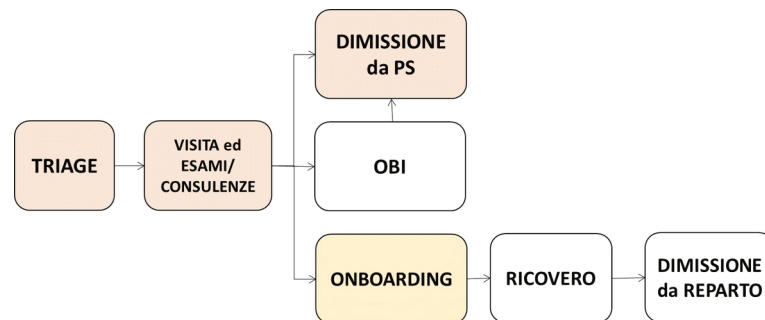 TRIAGE
VISITA ed
ESAMI/
CONSULENZE
DIMISSIONE
da PS
OBI
ONBOARDING
RICOVERO
DIMISSIONE
da REPARTO